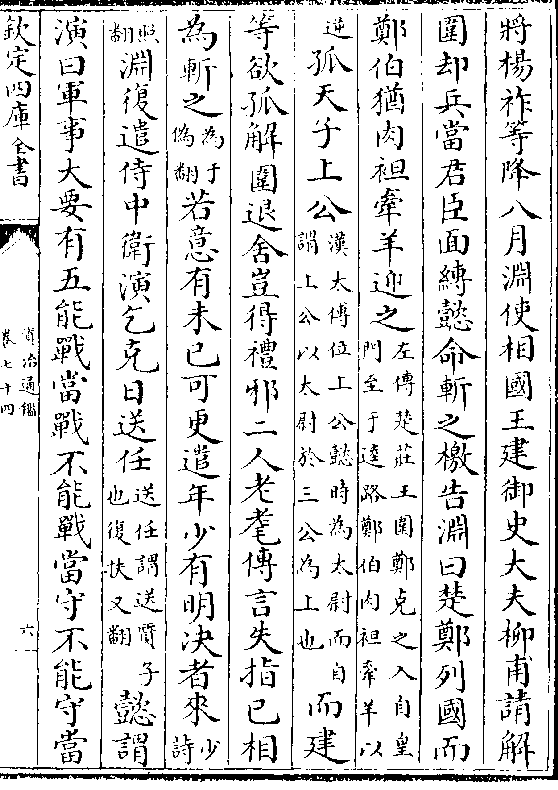 將楊祚等降八月淵使相國王建御史大夫柳甫請解
圍却兵當君臣面縛懿命斬之檄告淵曰楚鄭列國而
鄭伯猶肉袒牽羊迎之左傳楚莊王圍鄭克之入自皇門至于逵路鄭伯肉袒牽羊以
逆孤天子上公漢太傅位上公懿時為太尉而自謂上公以太尉於三公為上也而建
等欲孤解圍退舍豈得禮邪二人老耄傳言失指已相
為斬之為于偽翻若意有未已可更遣年少有明決者來少詩
照翻淵復遣侍中衛演乞克日送任送任謂送質子也復扶又翻懿謂
演曰軍事大要有五能戰當戰不能戰當守不能守當
欽定四庫全書
資治通鑑
卷七十四
六